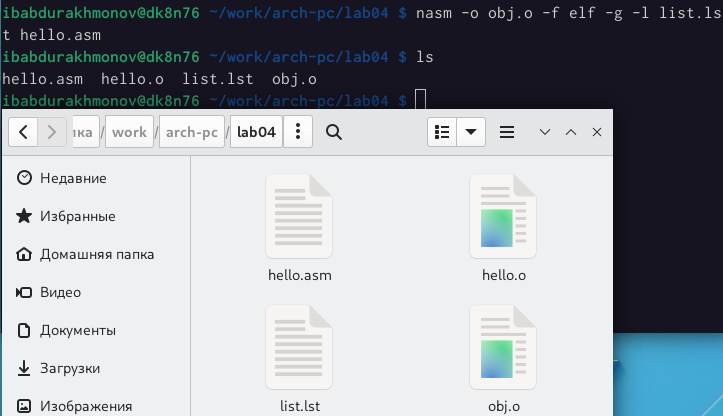 ibabdurakhmonov@dk8n76 ~/work/arch-pc/lab04 $ nasm -o obj.o -f elf -g -l list.ls
t hello.asm
ibabdurakhmonov@dk8n76 ~/work/arch-pc/lab04 $ ls
hello.asm  hello.o  list.lst  obj.o
ibabdurakhmonov@dk8n76 ~/work/arch-pc/lab04 $
/ work / arch-pc / lab04
Недавние
Избранные
Домашняя папка
Видео
Документы
Загрузки
Изображения
hello.asm
hello.o
list.lst
obj.o